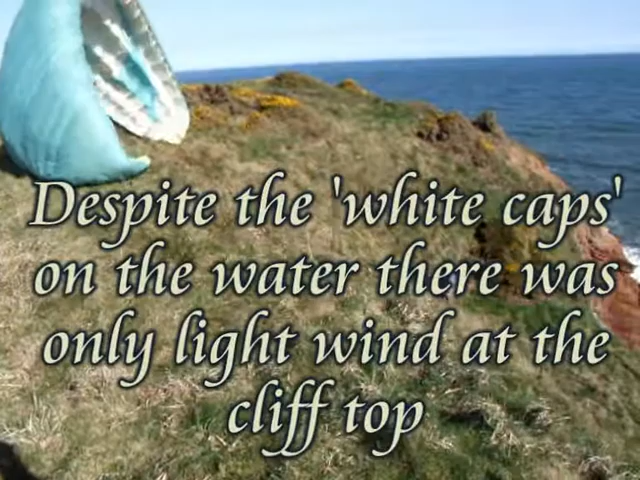 Despite the 'white caps'
on the water there was
only light wind at the
cliff top